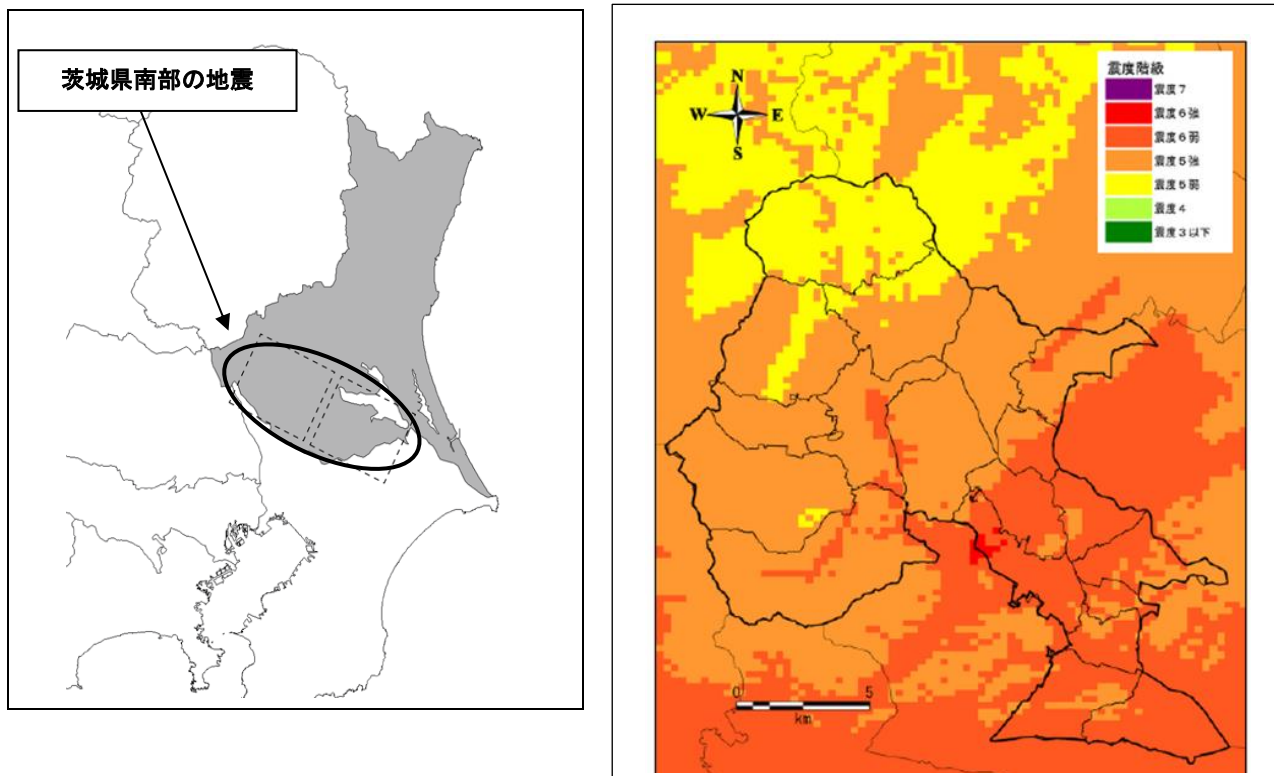 茨城県南部の地震
N
W E
S
震度階級
震度7
震度6強
震度6弱
震度5強
震度5弱
震度4
震度3以下
0 5
km